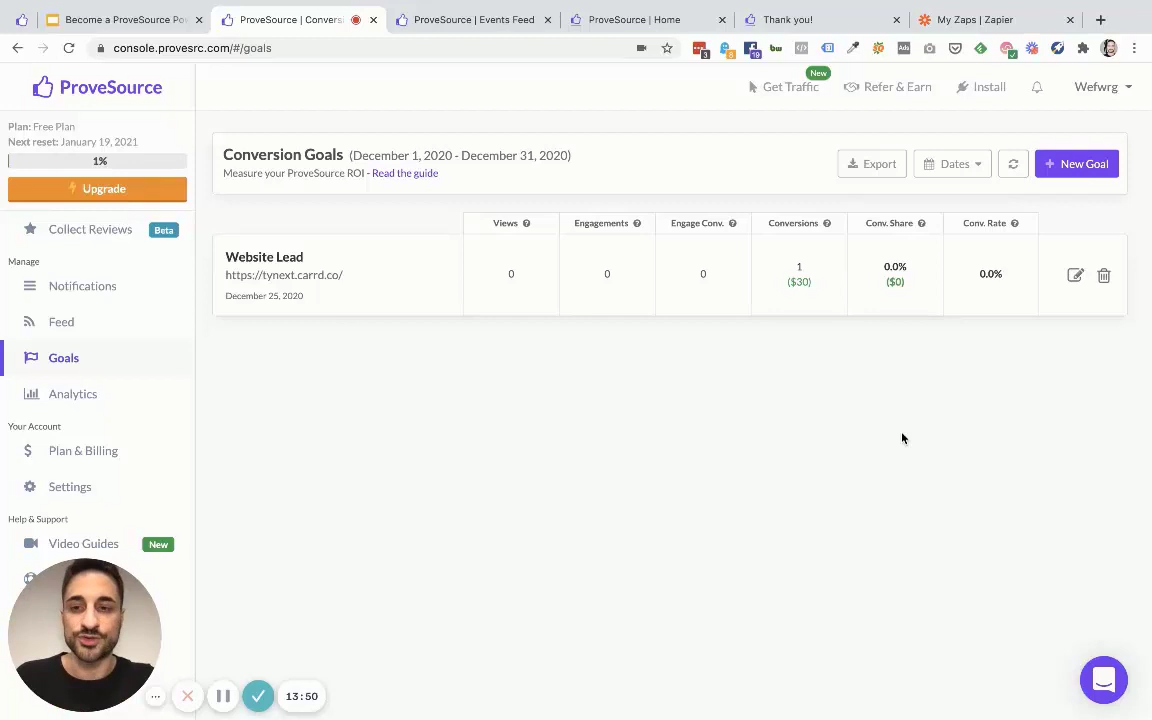 Become a ProveSource Po
ProveSource | Convers
ProveSource | Events Feed
ProveSource | Home
Thank you!
My Zaps | Zapier
console.provesrc.com/#/goals
3
8
19
bw
Ads
ProveSource
New
Get Traffic
Refer & Earn
Install
Wefwrg
Plan: Free Plan
Next reset: January 19, 2021
1%
Upgrade
Collect Reviews
Beta
Manage
Notifications
Feed
Goals
Analytics
Your Account
Plan & Billing
Settings
Help & Support
Video Guides
New
Conversion Goals (December 1, 2020 - December 31, 2020)
Measure your ProveSource ROI - Read the guide
Export
Dates
New Goal
Views
Engagements
Engage Conv.
Conversions
Conv. Share
Conv. Rate
Website Lead
https://tynext.carrd.co/
December 25, 2020
0
0
0
1
($30)
0.0%
($0)
0.0%
13:50